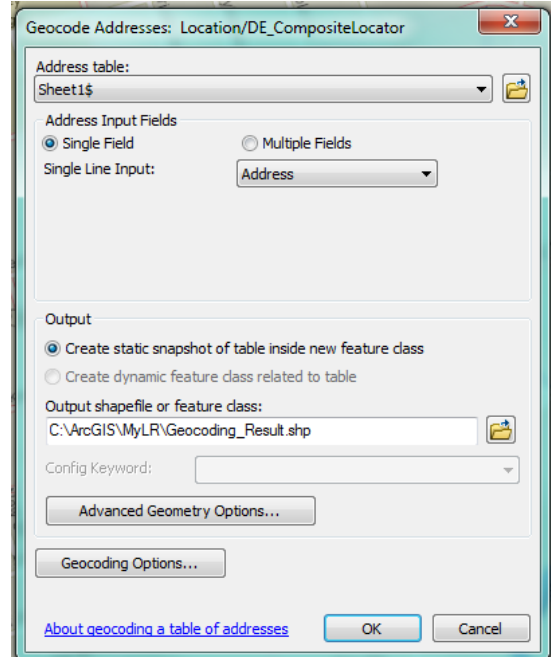 Geocode Addresses: Location/DE_CompositeLocator
Address table:
Sheet1$
Address Input Fields
Single Field Multiple Fields
Single Line Input: Address
Output
Create static snapshot of table inside new feature class
Create dynamic feature class related to table
Output shapefile or feature class:
C:\ArcGIS\MyLR\Geocoding_Result.shp
Config Keyword:
Advanced Geometry Options...
Geocoding Options...
About geocoding a table of addresses OK Cancel